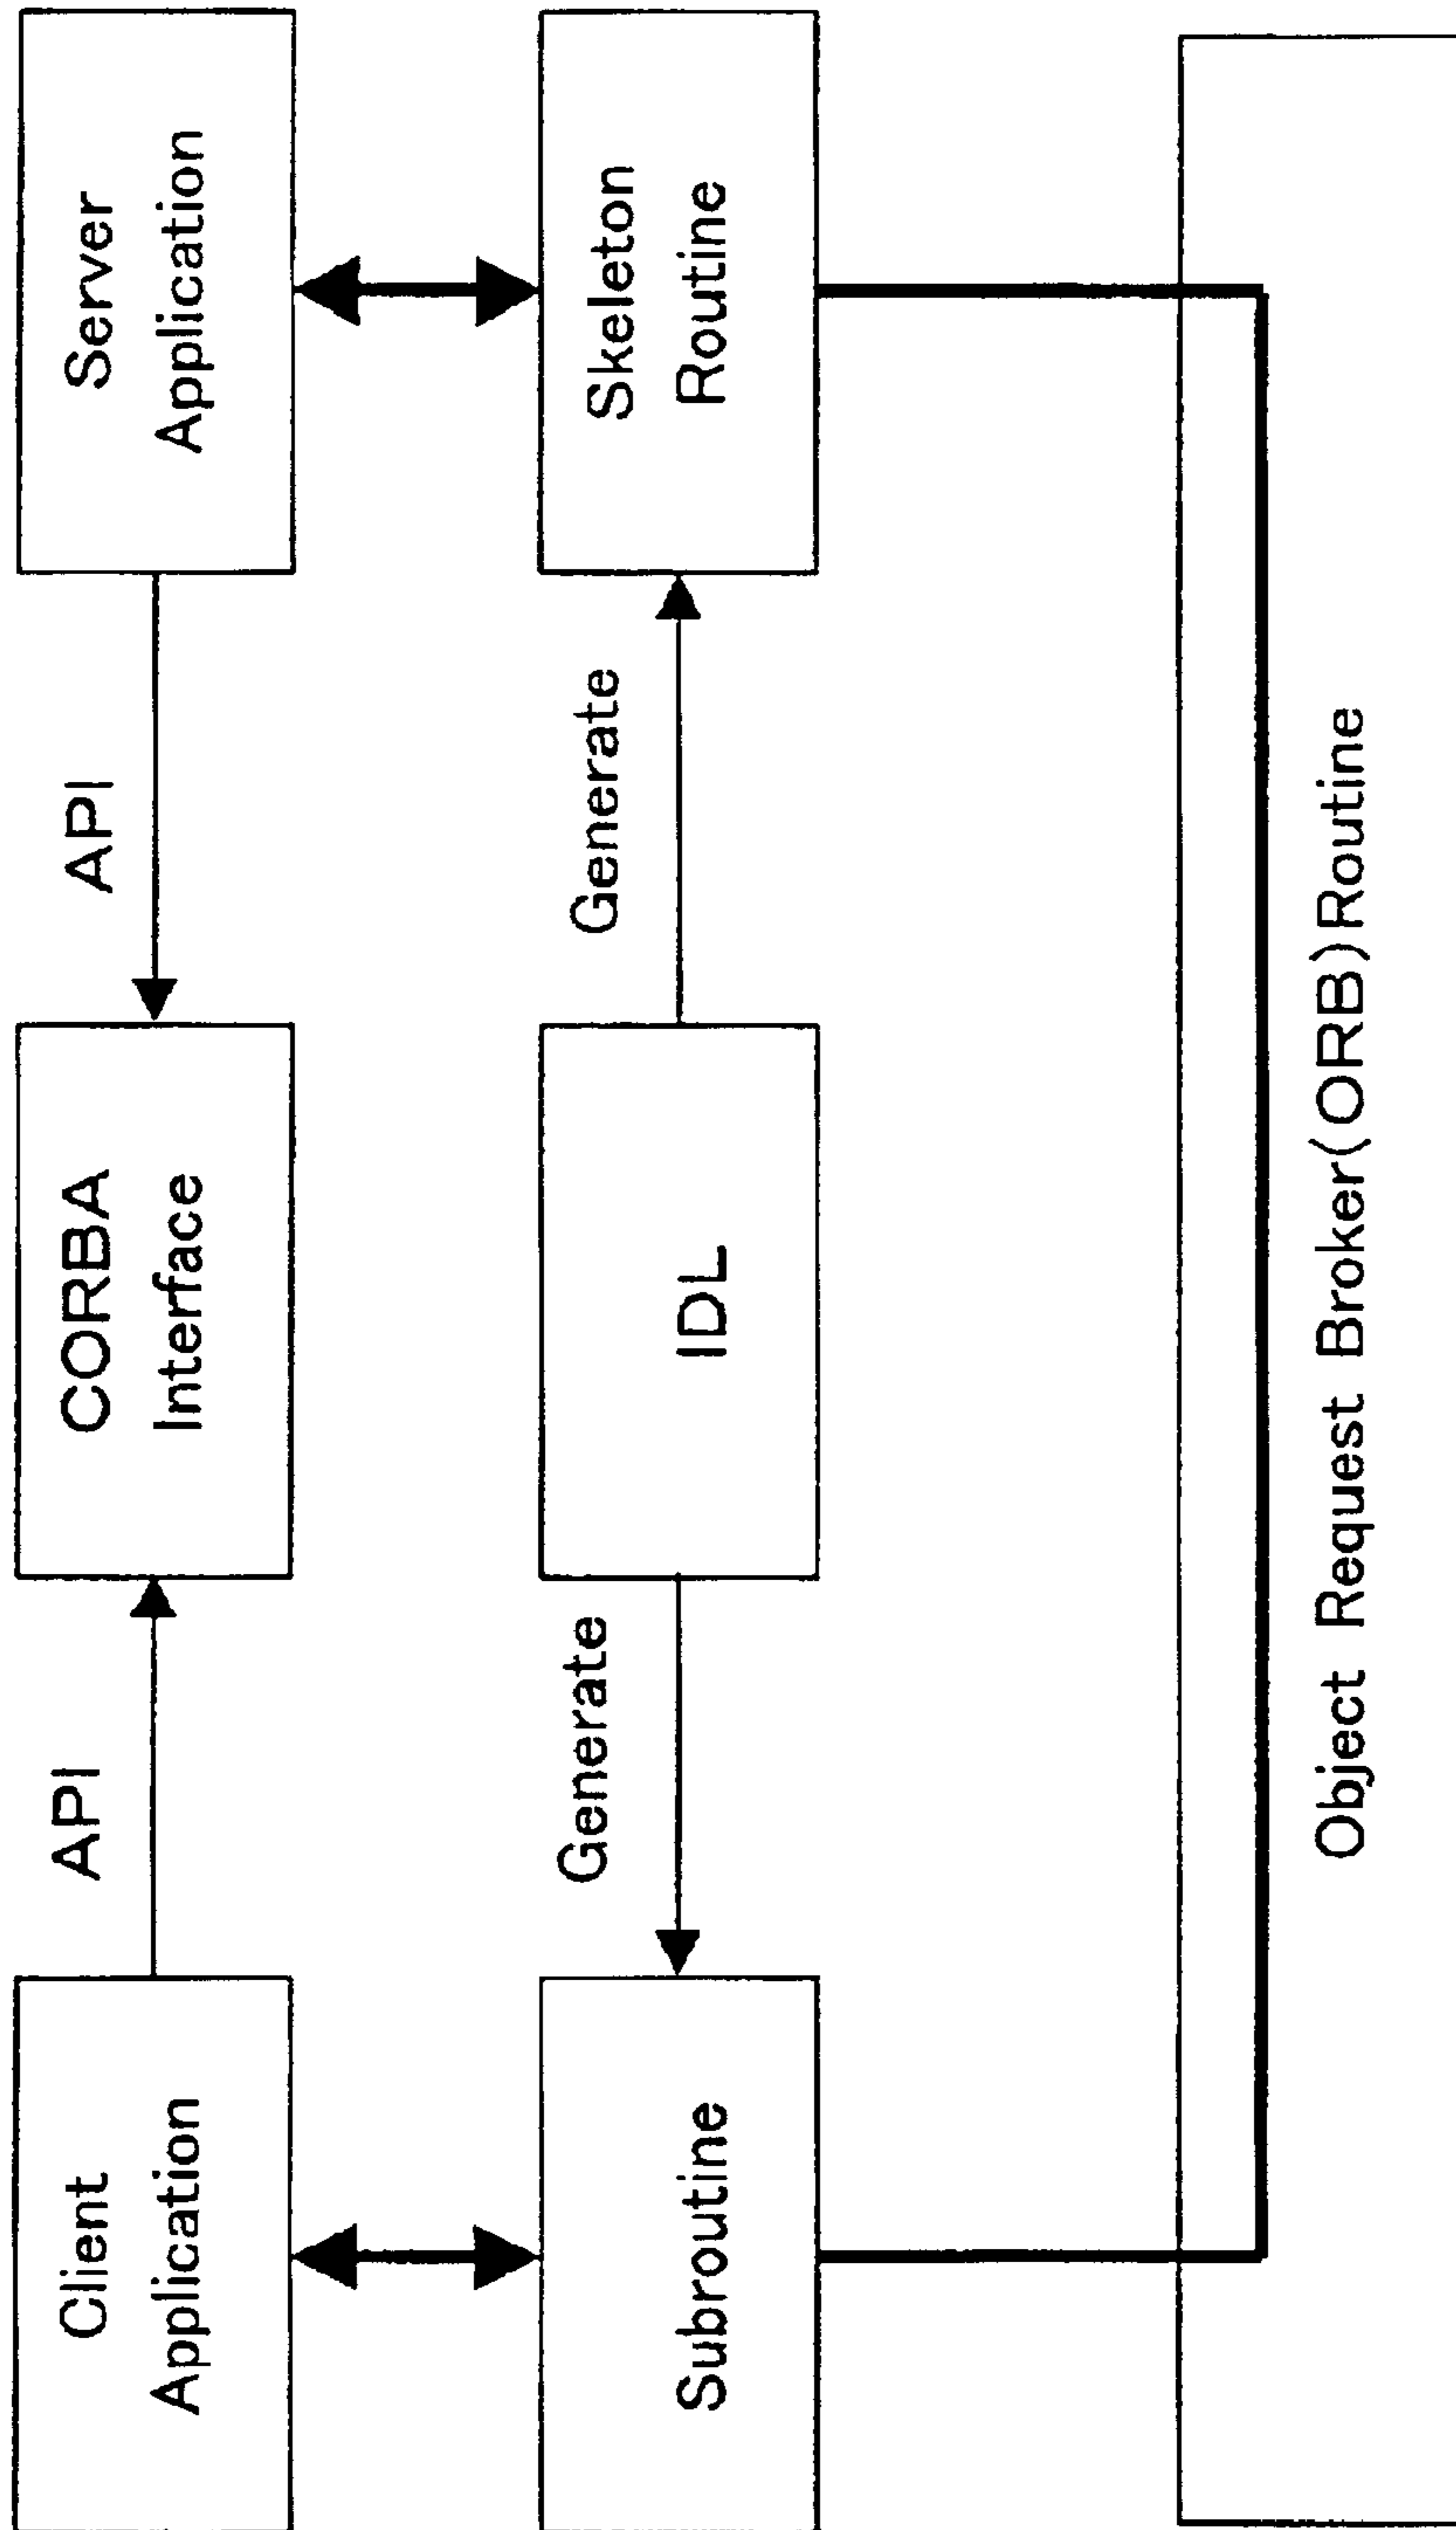 Client
Application
API
CORBA
Interface
API
Server
Application
Subroutine
Generate
IDL
Generate
Skeleton
Routine
Object Request Broker(ORB)Routine